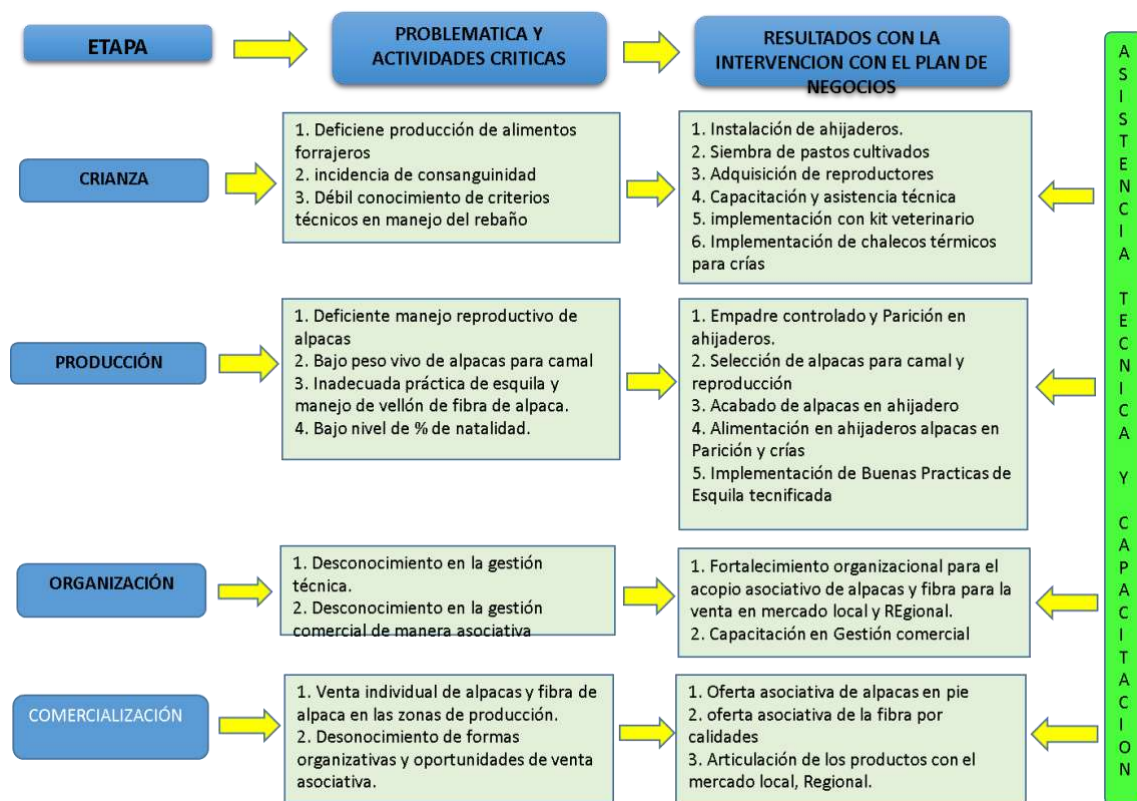 ETAPA
PROBLEMATICA Y
ACTIVIDADES CRITICAS
RESULTADOS CON LA
INTERVENCION CON EL PLAN DE
NEGOCIOS
CRIANZA
1. Deficiene producción de alimentos
forrajeros
2. incidencia de consanguinidad
3. Débil conocimiento de criterios
técnicos en manejo del rebaño
1. Instalación de ahijaderos.
2. Siembra de pastos cultivados
3. Adquisición de reproductores
4. Capacitación y asistencia técnica
5. implementación con kit veterinario
6. Implementación de chalecos térmicos
para crías
PRODUCCIÓN
1. Deficiente manejo reproductivo de
alpacas
2. Bajo peso vivo de alpacas para camal
3. Inadecuada práctica de esquila y
manejo de vellón de fibra de alpaca.
4. Bajo nivel de % de natalidad.
1. Empadre controlado y Parición en
ahijaderos.
2. Selección de alpacas para camal y
reproducción
3. Acabado de alpacas en ahijadero
4. Alimentación en ahijaderos alpacas en
Parición y crías
5. Implementación de Buenas Practicas de
Esquila tecnificada
ORGANIZACIÓN
1. Desconocimiento en la gestión
técnica.
2. Desconocimiento en la gestión
comercial de manera asociativa
1. Fortalecimiento organizacional para el
acopio asociativo de alpacas y fibra para la
venta en mercado local y REgional.
2. Capacitación en Gestión comercial
COMERCIALIZACIÓN
1. Venta individual de alpacas y fibra de
alpaca en las zonas de producción.
2. Desonocimiento de formas
organizativas y oportunidades de venta
asociativa.
1. Oferta asociativa de alpacas en pie
2. oferta asociativa de la fibra por
calidades
3. Articulación de los productos con el
mercado local, Regional.
ASISTENCIA TECNICA Y CAPACITACION